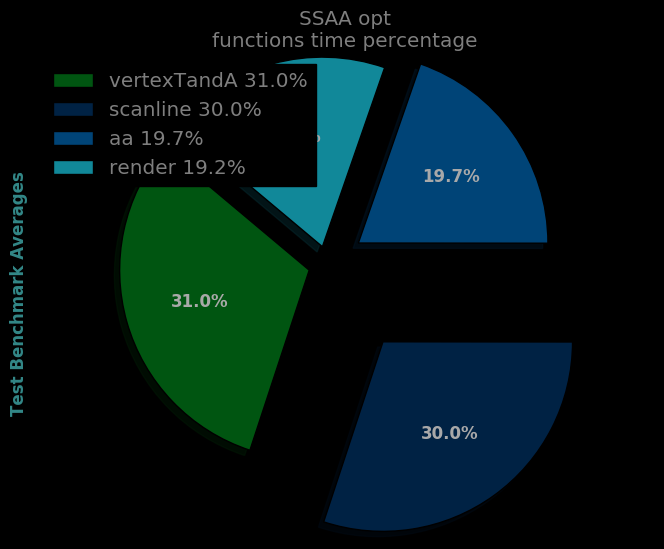 SSAA opt
functions time percentage
vertexTandA 31.0%
scanline 30.0%
aa 19.7%
render 19.2%
19.7%
31.0%
30.0%
Test Benchmark Averages